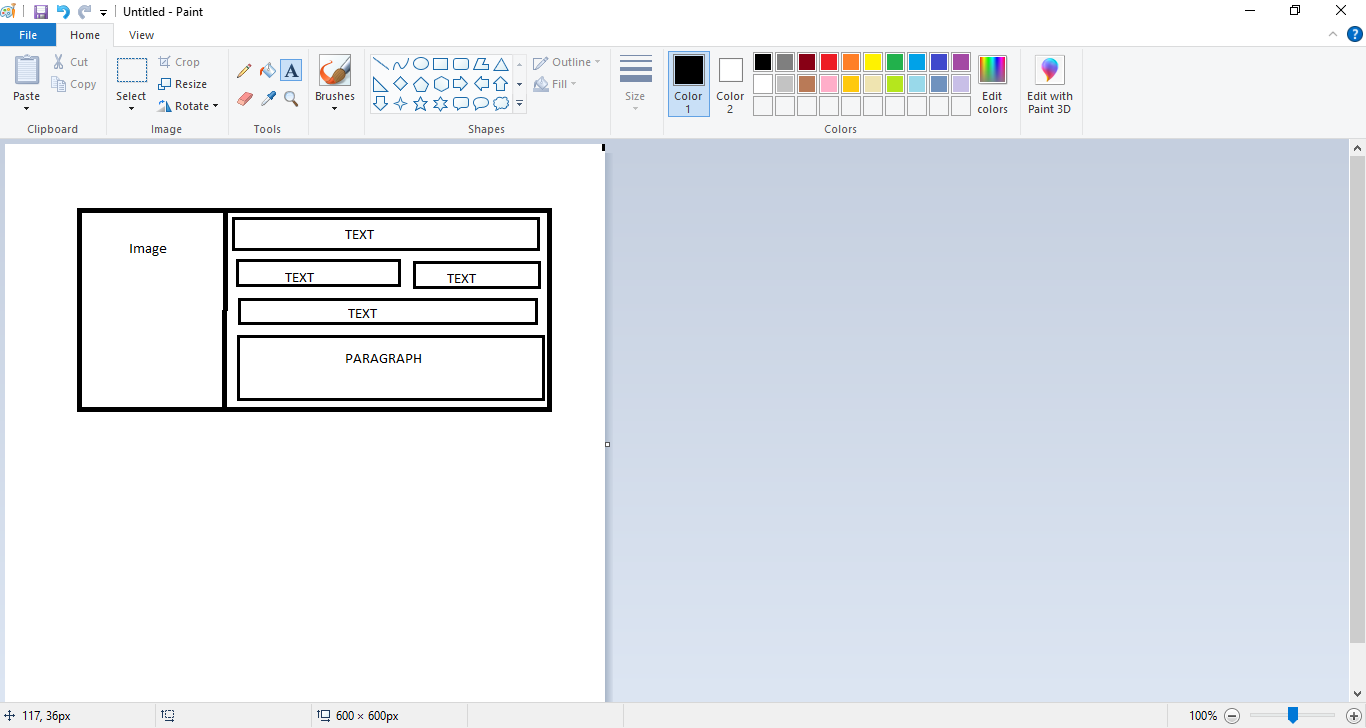 Untitled - Paint
File Home View
Paste
Cut
Copy
Clipboard
Select
Crop
Resize
Rotate
Image
A
Tools
Brushes
Shapes
Outline
Fill
Size
Color 1
Color 2
Edit colors
Colors
Edit with Paint 3D
?
Image
TEXT
TEXT TEXT
TEXT
PARAGRAPH
117, 36px 600 × 600px 100%